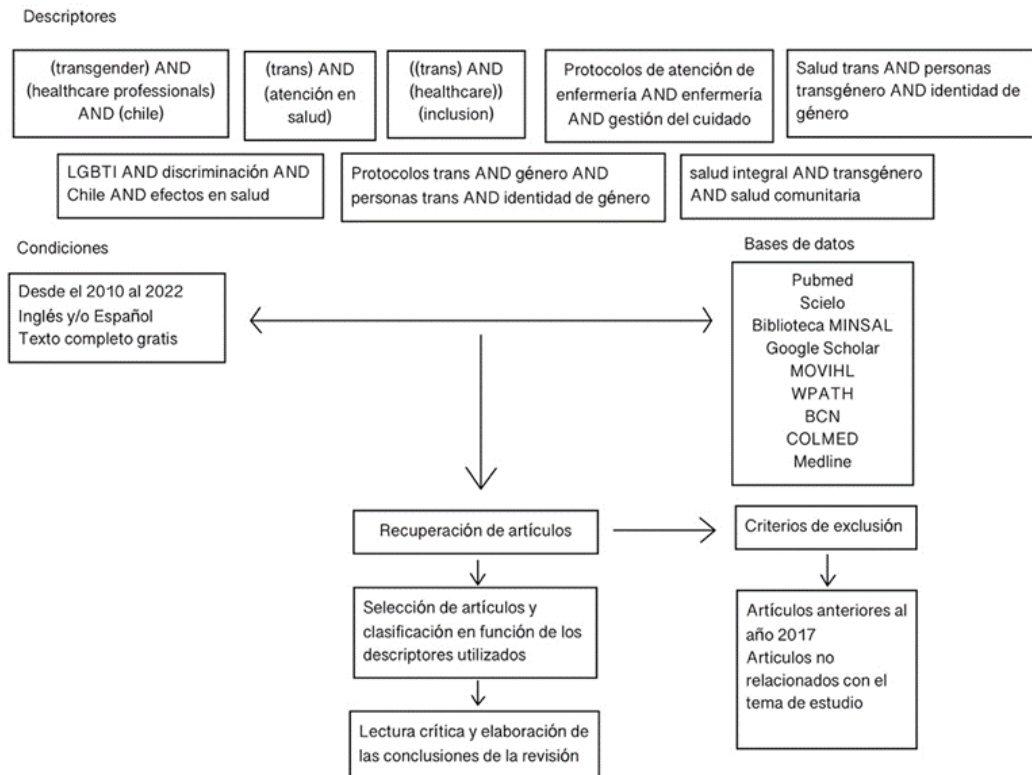 Descriptores
(transgender) AND
(healthcare professionals)
AND (chile)
(trans) AND
(atención en
salud)
((trans) AND
(healthcare))
(inclusion)
Protocolos de atención de
enfermería AND enfermería
AND gestión del cuidado
Salud trans AND personas
transgénero AND identidad de
género
LGBTI AND discriminación AND
Chile AND efectos en salud
Protocolos trans AND género AND
personas trans AND identidad de género
salud integral AND transgénero
AND salud comunitaria
Condiciones
Desde el 2010 al 2022
Inglés y/o Español
Texto completo gratis
Bases de datos
Pubmed
Scielo
Biblioteca MINSAL
Google Scholar
MOVIHL
WPATH
BCN
COLMED
Medline
Recuperación de artículos
Criterios de exclusión
Selección de artículos y
clasificación en función de los
descriptores utilizados
Artículos anteriores al
año 2017
Articulos no
relacionados con el
tema de estudio
Lectura crítica y elaboración de
las conclusiones de la revisión